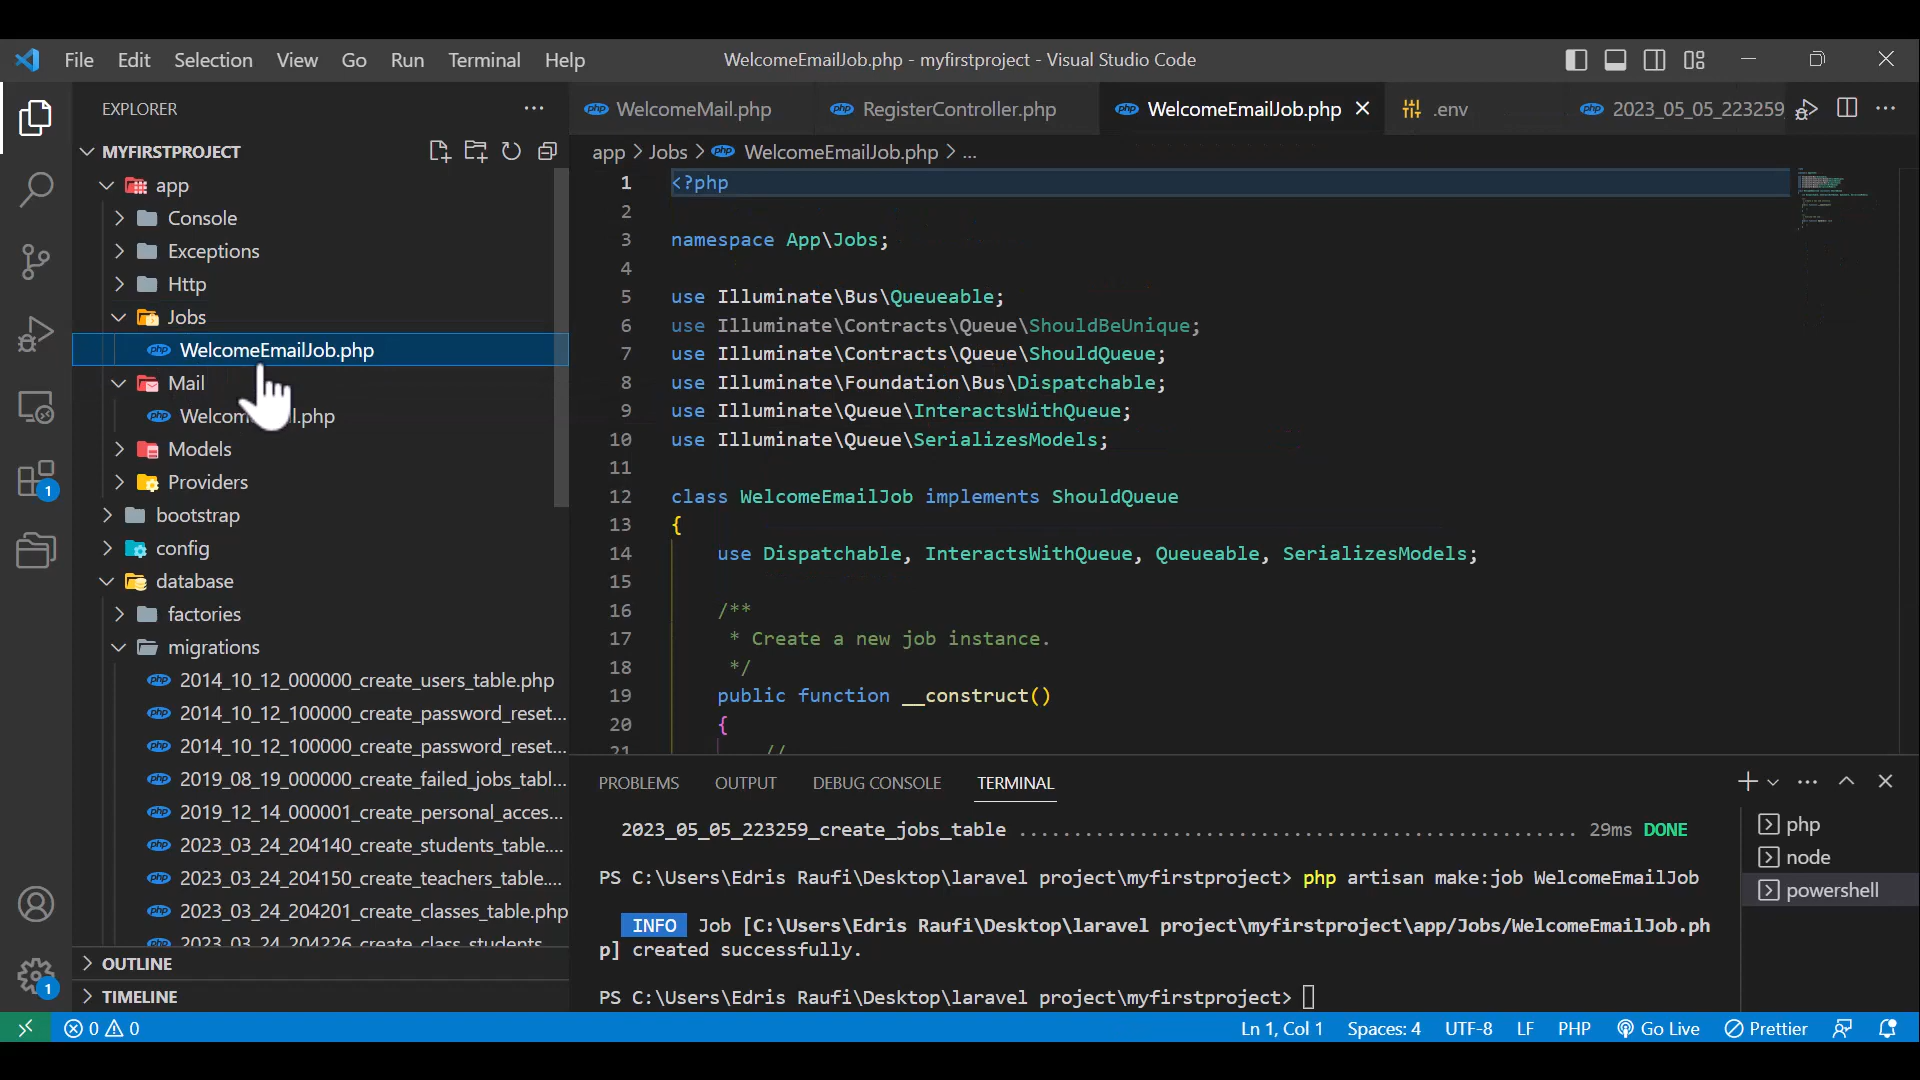 File Edit Selection View Go Run Terminal Help
WelcomeEmailJob.php - myfirstproject - Visual Studio Code
EXPLORER
MYFIRSTPROJECT
app
Console
Exceptions
Http
Jobs
WelcomeEmailJob.php
Mail
Models
Providers
bootstrap
config
database
factories
migrations
2014_10_12_000000_create_users_table.php
2014_10_12_100000_create_password_reset...
2014_10_12_100000_create_password_reset...
2019_08_19_000000_create_failed_jobs_tabl...
2019_12_14_000001_create_personal_acces...
2023_03_24_204140_create_students_table....
2023_03_24_204150_create_teachers_table....
2023_03_24_204201_create_classes_table.php
2023_03_24_204226_create_class_students
OUTLINE
TIMELINE
1
1
WelcomeMail.php RegisterController.php WelcomeEmailJob.php .env 2023_05_05_223259
app > Jobs > WelcomeEmailJob.php > ...
1 <?php
2
3 namespace App\Jobs;
4
5 use Illuminate\Bus\Queueable;
6 use Illuminate\Contracts\Queue\ShouldBeUnique;
7 use Illuminate\Contracts\Queue\ShouldQueue;
8 use Illuminate\Foundation\Bus\Dispatchable;
9 use Illuminate\Queue\InteractsWithQueue;
10 use Illuminate\Queue\SerializesModels;
11
12 class WelcomeEmailJob implements ShouldQueue
13 {
14 use Dispatchable, InteractsWithQueue, Queueable, SerializesModels;
15
16 /**
17 * Create a new job instance.
18 */
19 public function __construct()
20 {
21 //
PROBLEMS OUTPUT DEBUG CONSOLE TERMINAL
2023_05_05_223259_create_jobs_table .................................................. 29ms DONE
PS C:\Users\Edris Raufi\Desktop\laravel project\myfirstproject> php artisan make:job WelcomeEmailJob
INFO Job [C:\Users\Edris Raufi\Desktop\laravel project\myfirstproject\app/Jobs/WelcomeEmailJob.ph
p] created successfully.
PS C:\Users\Edris Raufi\Desktop\laravel project\myfirstproject>
php
node
powershell
0 0 Ln 1, Col 1 Spaces: 4 UTF-8 LF PHP Go Live Prettier